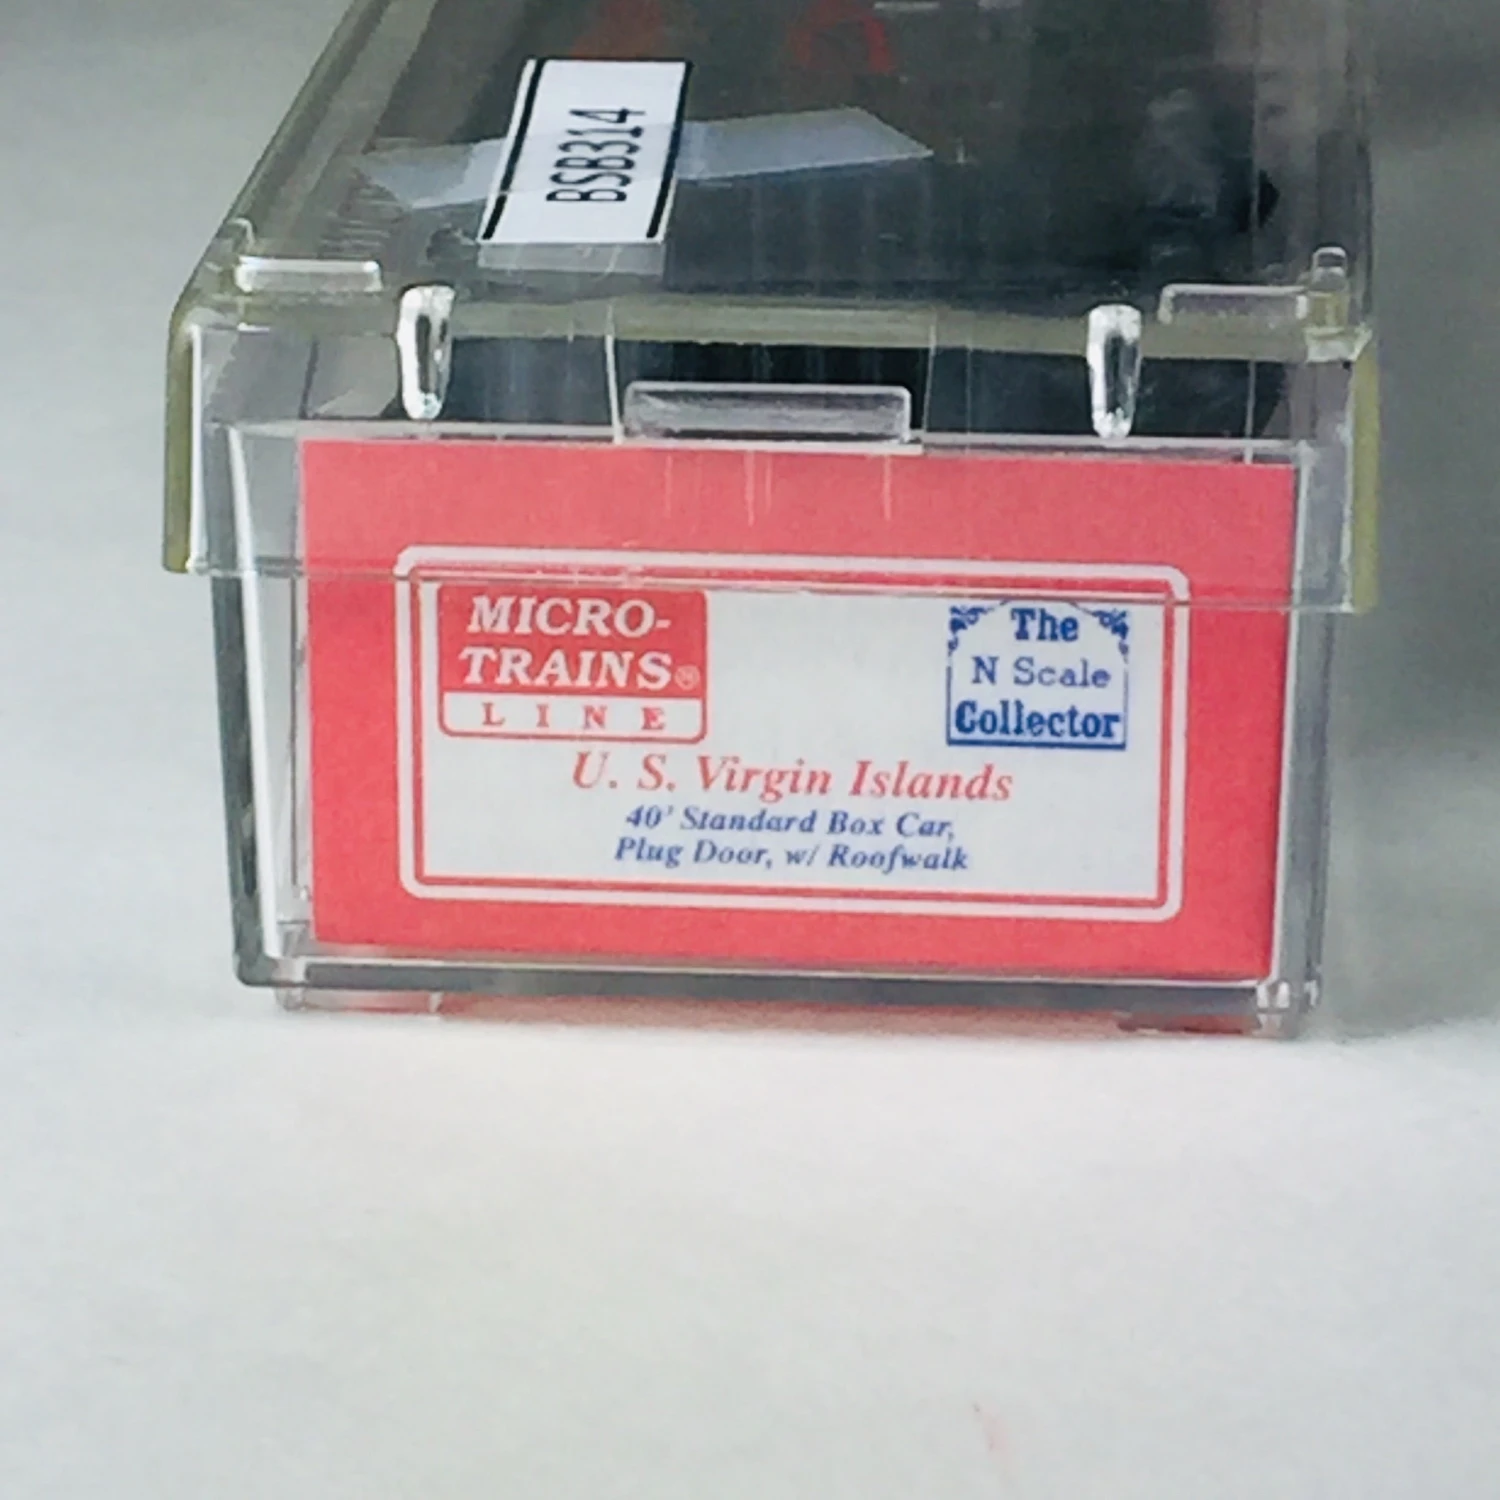 BSB314
MICRO-
TRAINS®
LINE
The
N Scale
Collector
U. S. Virgin Islands
40' Standard Box Car,
Plug Door, w/ Roofwalk